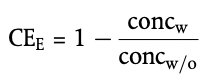 CE_E = 1 − conc_w / conc_w/o